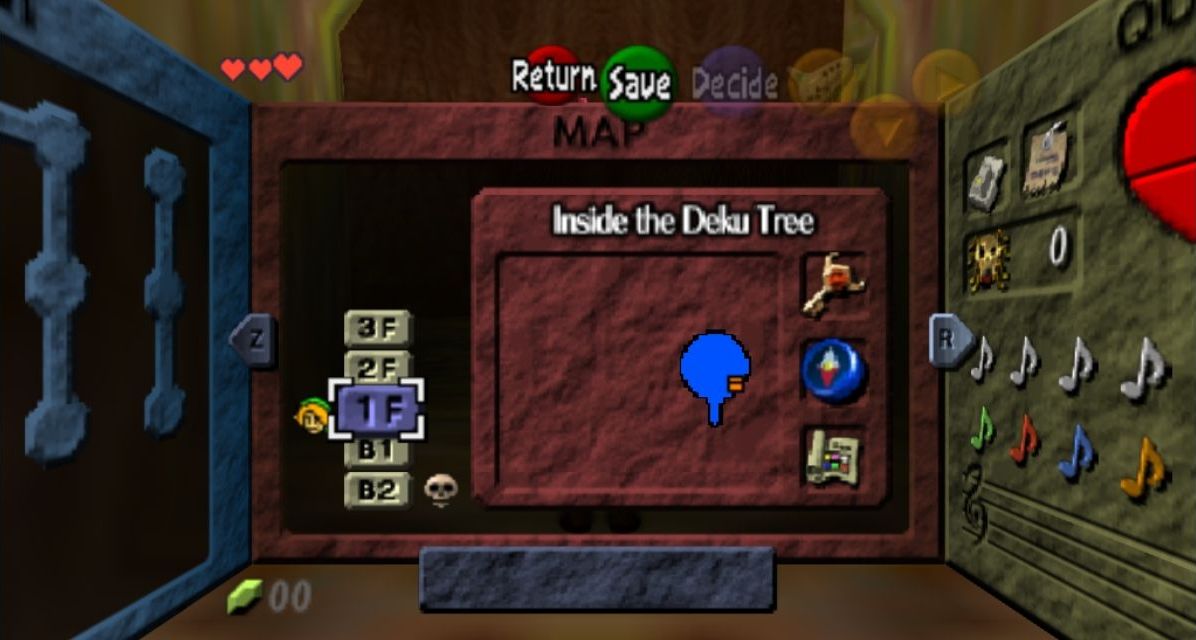 Return Save Decide
MAP
Inside the Deku Tree
3F
2F
1F
B1
B2
Z
R
0
00